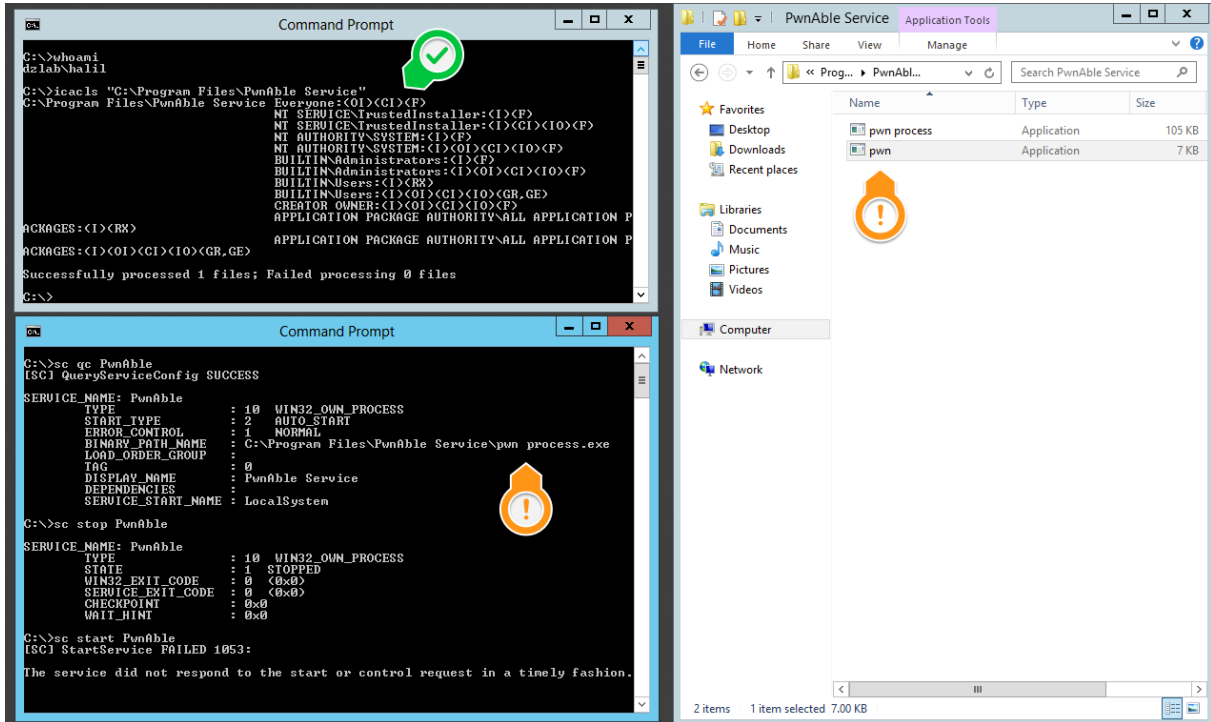 Command Prompt
C:\>whoami
dzlab\halil
C:\>icacls "C:\Program Files\PwnAble Service"
C:\Program Files\PwnAble Service Everyone:(OI)(CI)(F)
NT SERVICE\TrustedInstaller:(I)(F)
NT SERVICE\TrustedInstaller:(I)(CI)(IO)(F)
NT AUTHORITY\SYSTEM:(I)(F)
NT AUTHORITY\SYSTEM:(I)(OI)(CI)(IO)(F)
BUILTIN\Administrators:(I)(F)
BUILTIN\Administrators:(I)(OI)(CI)(IO)(F)
BUILTIN\Users:(I)(RX)
BUILTIN\Users:(I)(OI)(CI)(IO)(GR,GE)
CREATOR OWNER:(I)(OI)(CI)(IO)(F)
APPLICATION PACKAGE AUTHORITY\ALL APPLICATION P
ACKAGES:(I)(RX)
APPLICATION PACKAGE AUTHORITY\ALL APPLICATION P
ACKAGES:(I)(OI)(CI)(IO)(GR,GE)
Successfully processed 1 files; Failed processing 0 files
C:\>
Command Prompt
C:\>sc qc PwnAble
[SC] QueryServiceConfig SUCCESS
SERVICE_NAME: PwnAble
TYPE : 10 WIN32_OWN_PROCESS
START_TYPE : 2 AUTO_START
ERROR_CONTROL : 1 NORMAL
BINARY_PATH_NAME : C:\Program Files\PwnAble Service\pwn process.exe
LOAD_ORDER_GROUP :
TAG : 0
DISPLAY_NAME : PwnAble Service
DEPENDENCIES :
SERVICE_START_NAME : LocalSystem
C:\>sc stop PwnAble
SERVICE_NAME: PwnAble
TYPE : 10 WIN32_OWN_PROCESS
STATE : 1 STOPPED
WIN32_EXIT_CODE : 0 (0x0)
SERVICE_EXIT_CODE : 0 (0x0)
CHECKPOINT : 0x0
WAIT_HINT : 0x0
C:\>sc start PwnAble
[SC] StartService FAILED 1053:
The service did not respond to the start or control request in a timely fashion.
PwnAble Service Application Tools
File Home Share View Manage
« Prog... PwnAbl... Search PwnAble Service
Favorites
Desktop
Downloads
Recent places
Libraries
Documents
Music
Pictures
Videos
Computer
Network
Name Type Size
pwn process Application 105 KB
pwn Application 7 KB
2 items 1 item selected 7.00 KB